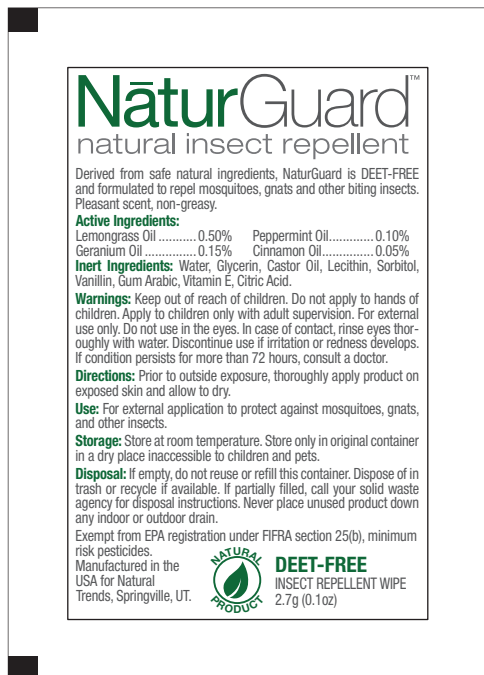 NāturGuard™
natural insect repellent
Derived from safe natural ingredients, NaturGuard is DEET-FREE
and formulated to repel mosquitoes, gnats and other biting insects.
Pleasant scent, non-greasy.
Active Ingredients:
Lemongrass Oil ........... 0.50% Peppermint Oil............. 0.10%
Geranium Oil ............... 0.15% Cinnamon Oil............... 0.05%
Inert Ingredients: Water, Glycerin, Castor Oil, Lecithin, Sorbitol,
Vanillin, Gum Arabic, Vitamin E, Citric Acid.
Warnings: Keep out of reach of children. Do not apply to hands of
children. Apply to children only with adult supervision. For external
use only. Do not use in the eyes. In case of contact, rinse eyes thor-
oughly with water. Discontinue use if irritation or redness develops.
If condition persists for more than 72 hours, consult a doctor.
Directions: Prior to outside exposure, thoroughly apply product on
exposed skin and allow to dry.
Use: For external application to protect against mosquitoes, gnats,
and other insects.
Storage: Store at room temperature. Store only in original container
in a dry place inaccessible to children and pets.
Disposal: If empty, do not reuse or refill this container. Dispose of in
trash or recycle if available. If partially filled, call your solid waste
agency for disposal instructions. Never place unused product down
any indoor or outdoor drain.
Exempt from EPA registration under FIFRA section 25(b), minimum
risk pesticides.
Manufactured in the
USA for Natural
Trends, Springville, UT.
NATURAL
PRODUCT
DEET-FREE
INSECT REPELLENT WIPE
2.7g (0.1oz)